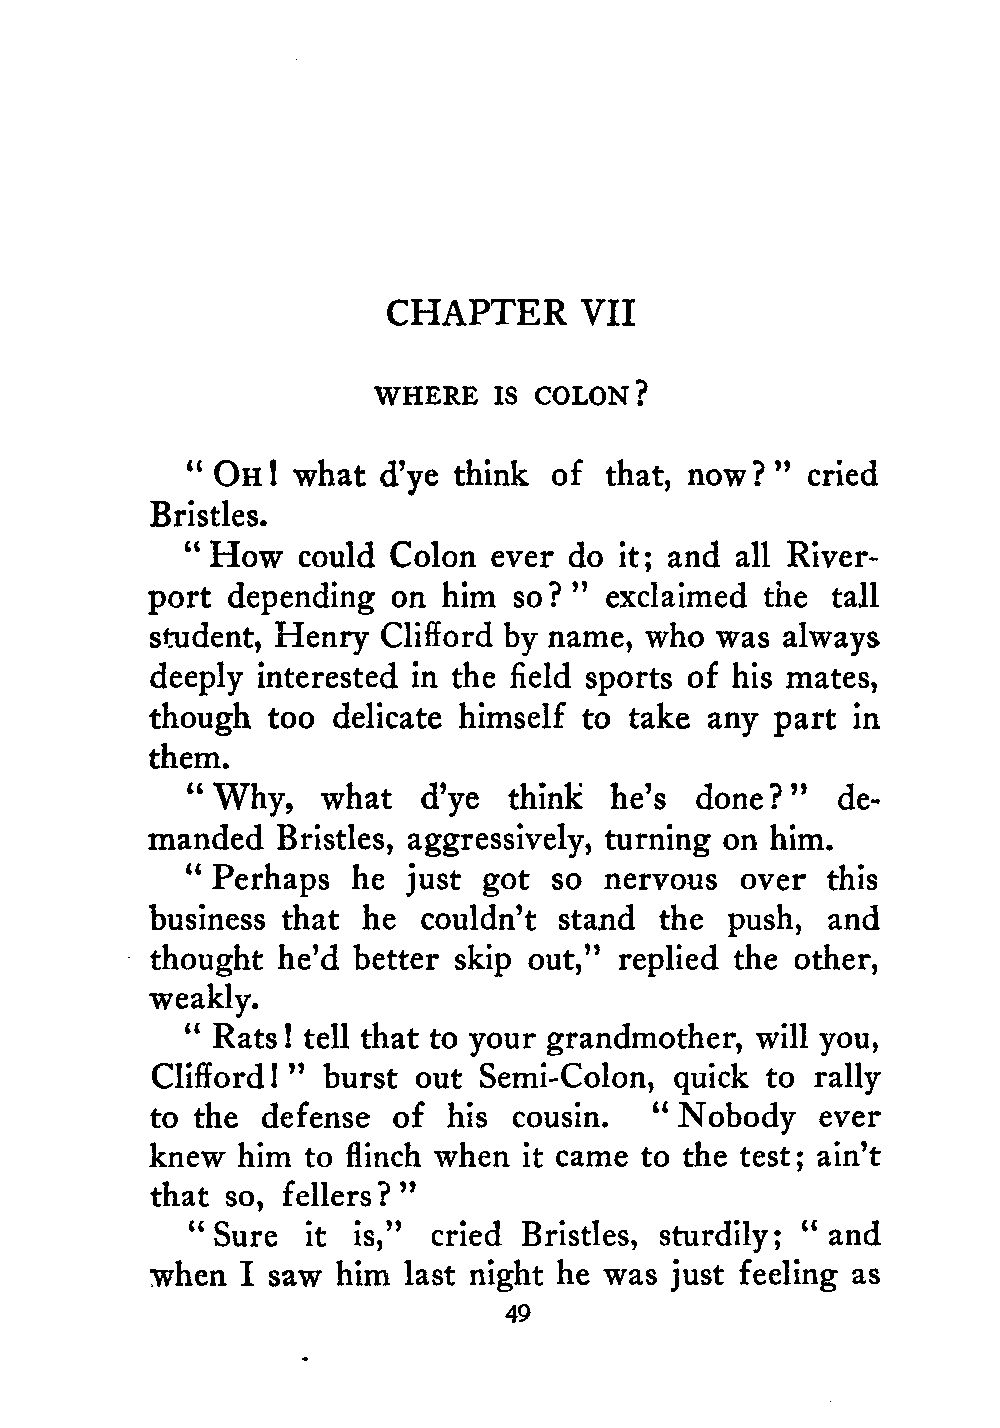 CHAPTER VII
WHERE IS COLON?
" OH! what d'ye think of that, now? " cried
Bristles.
" How could Colon ever do it; and all River-
port depending on him so? " exclaimed the tall
student, Henry Clifford by name, who was always
deeply interested in the field sports of his mates,
though too delicate himself to take any part in
them.
" Why, what d'ye think he's done? " de-
manded Bristles, aggressively, turning on him.
" Perhaps he just got so nervous over this
business that he couldn't stand the push, and
thought he'd better skip out," replied the other,
weakly.
" Rats! tell that to your grandmother, will you,
Clifford! " burst out Semi-Colon, quick to rally
to the defense of his cousin. " Nobody ever
knew him to flinch when it came to the test; ain't
that so, fellers? "
" Sure it is," cried Bristles, sturdily; " and
when I saw him last night he was just feeling as
49